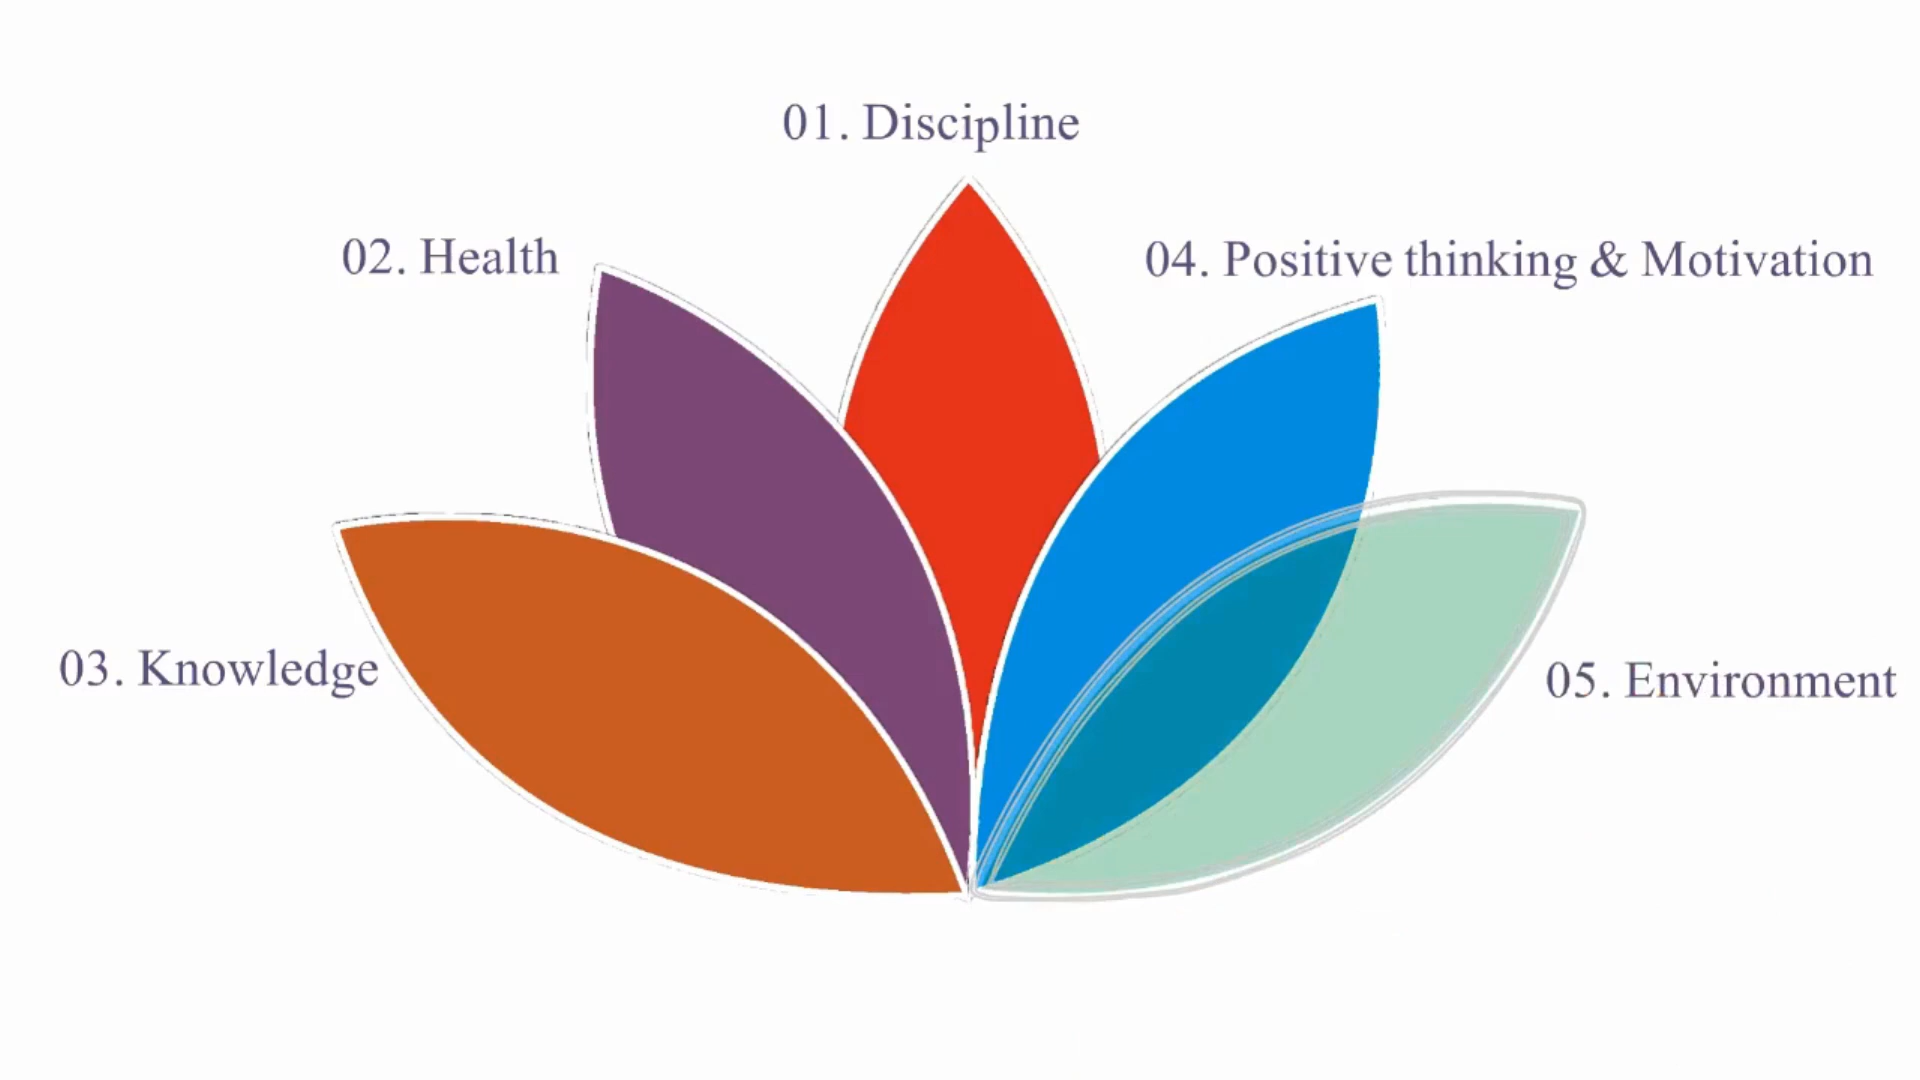 01. Discipline
02. Health
04. Positive thinking & Motivation
03. Knowledge
05. Environment